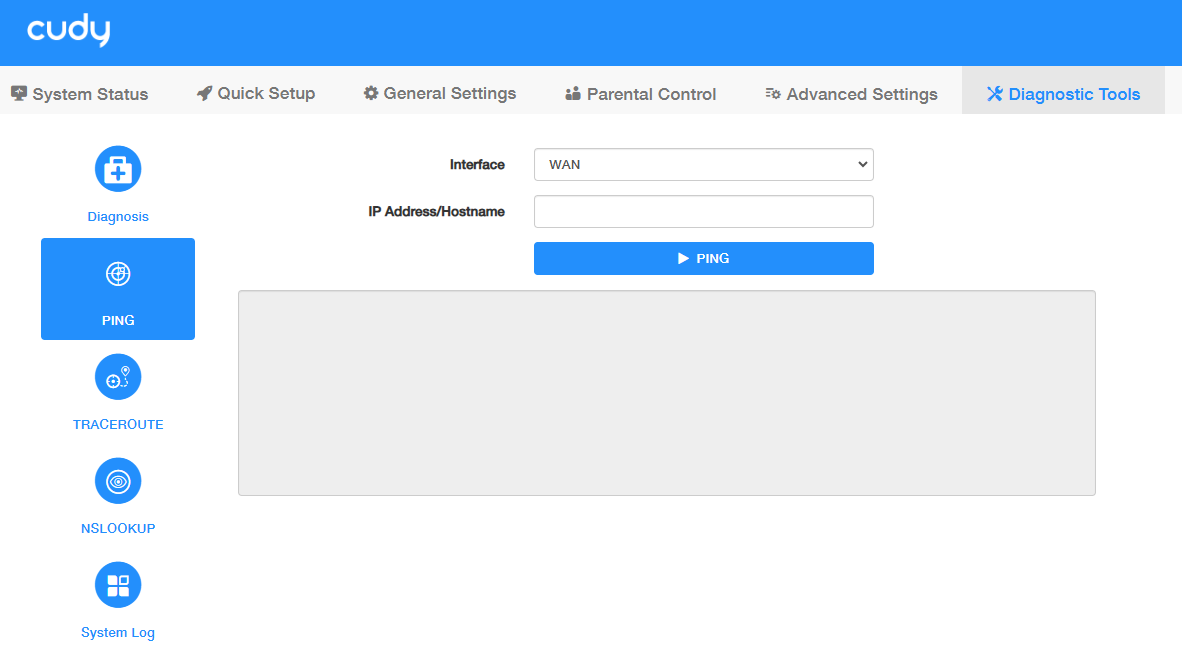 cudy
System Status Quick Setup General Settings Parental Control Advanced Settings Diagnostic Tools
Diagnosis
PING
TRACEROUTE
NSLOOKUP
System Log
Interface WAN
IP Address/Hostname
PING